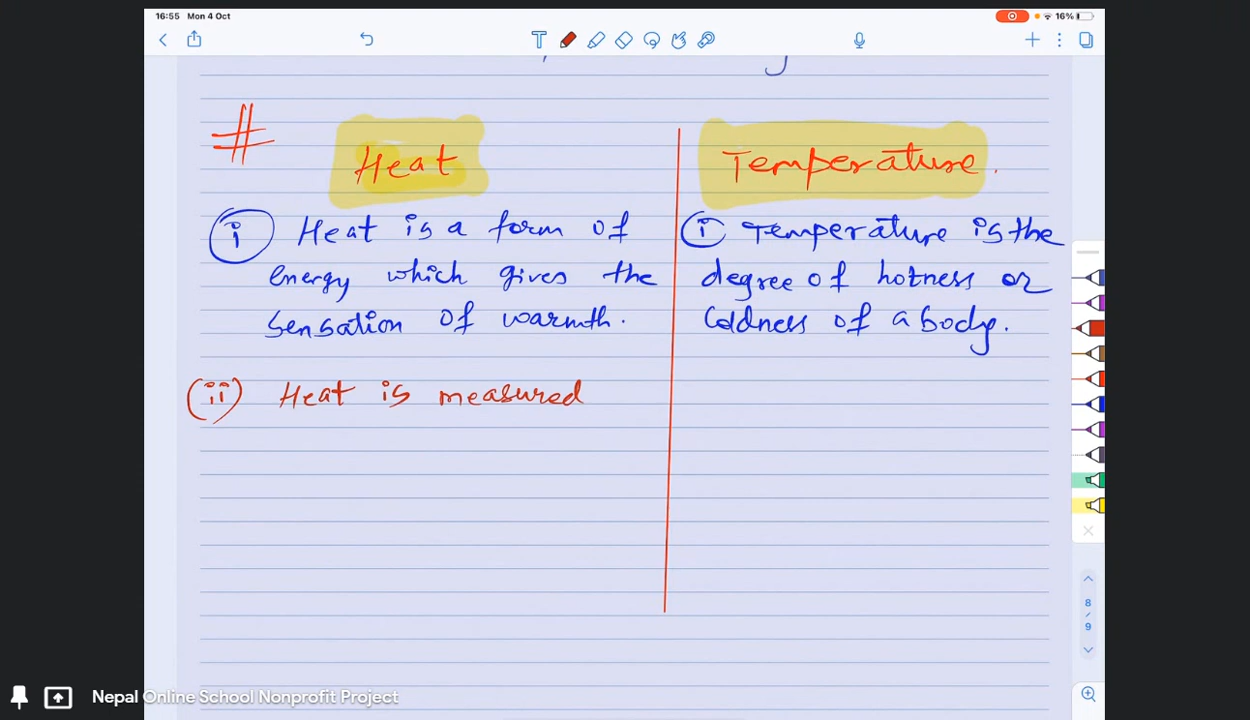 16:55 Mon 4 Oct
16%
#
Heat
Temperature.
(i) Heat is a form of
energy which gives the
sensation of warmth.
(i) Temperature is the
degree of hotness or
coldness of a body.
(ii) Heat is measured
8
/
9
Nepal Online School Nonprofit Project